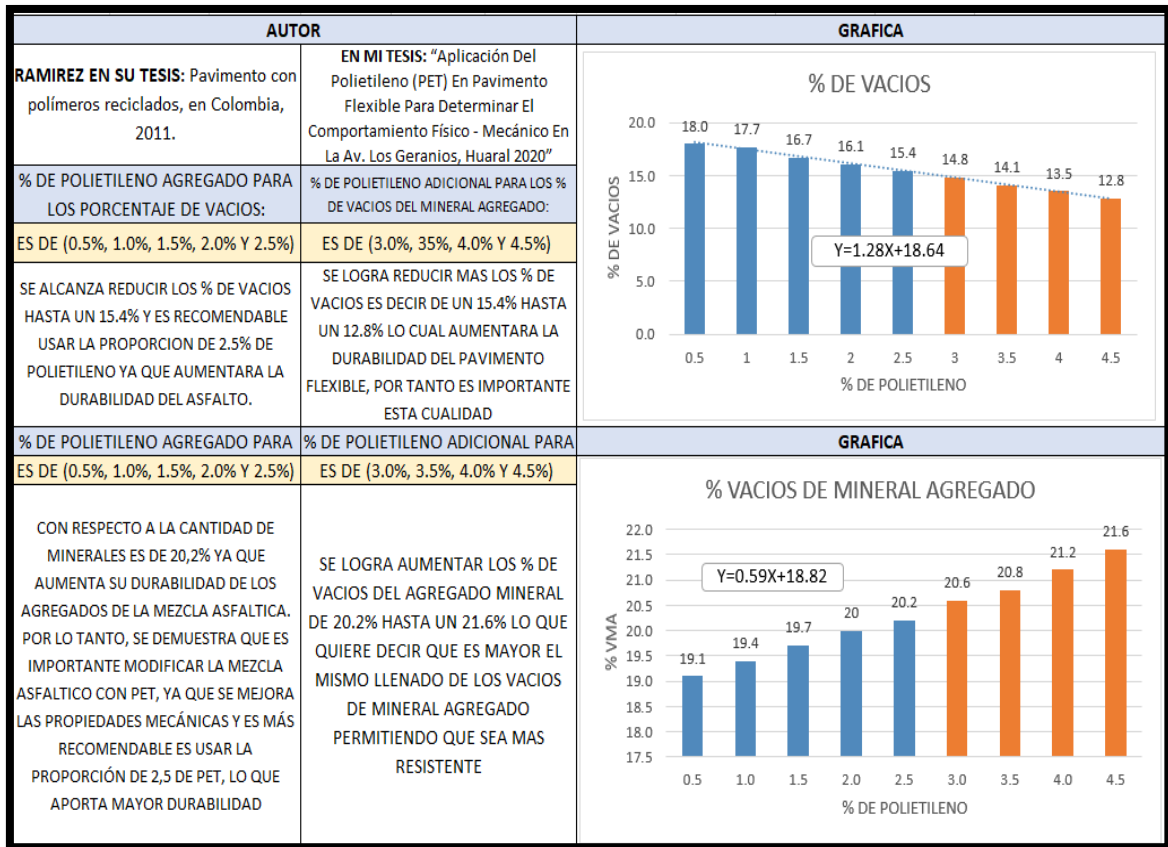 AUTOR
GRAFICA
RAMIREZ EN SU TESIS: Pavimento con
polímeros reciclados, en Colombia,
2011.
EN MI TESIS: “Aplicación Del
Polietileno (PET) En Pavimento
Flexible Para Determinar El
Comportamiento Físico - Mecánico En
La Av. Los Geranios, Huaral 2020”
% DE POLIETILENO AGREGADO PARA
LOS PORCENTAJE DE VACIOS:
% DE POLIETILENO ADICIONAL PARA LOS %
DE VACIOS DEL MINERAL AGREGADO:
ES DE (0.5%, 1.0%, 1.5%, 2.0% Y 2.5%)
ES DE (3.0%, 35%, 4.0% Y 4.5%)
SE ALCANZA REDUCIR LOS % DE VACIOS
HASTA UN 15.4% Y ES RECOMENDABLE
USAR LA PROPORCION DE 2.5% DE
POLIETILENO YA QUE AUMENTARA LA
DURABILIDAD DEL ASFALTO.
SE LOGRA REDUCIR MAS LOS % DE
VACIOS ES DECIR DE UN 15.4% HASTA
UN 12.8% LO CUAL AUMENTARA LA
DURABILIDAD DEL PAVIMENTO
FLEXIBLE, POR TANTO ES IMPORTANTE
ESTA CUALIDAD
% DE VACIOS
% DE VACIOS
20.0
15.0
10.0
5.0
0.0
18.0
17.7
16.7
16.1
15.4
14.8
14.1
13.5
12.8
Y=1.28X+18.64
0.5 1 1.5 2 2.5 3 3.5 4 4.5
% DE POLIETILENO
% DE POLIETILENO AGREGADO PARA
% DE POLIETILENO ADICIONAL PARA
GRAFICA
ES DE (0.5%, 1.0%, 1.5%, 2.0% Y 2.5%)
ES DE (3.0%, 3.5%, 4.0% Y 4.5%)
CON RESPECTO A LA CANTIDAD DE
MINERALES ES DE 20,2% YA QUE
AUMENTA SU DURABILIDAD DE LOS
AGREGADOS DE LA MEZCLA ASFALTICA.
POR LO TANTO, SE DEMUESTRA QUE ES
IMPORTANTE MODIFICAR LA MEZCLA
ASFALTICO CON PET, YA QUE SE MEJORA
LAS PROPIEDADES MECÁNICAS Y ES MÁS
RECOMENDABLE ES USAR LA
PROPORCIÓN DE 2,5 DE PET, LO QUE
APORTA MAYOR DURABILIDAD
SE LOGRA AUMENTAR LOS % DE
VACIOS DEL AGREGADO MINERAL
DE 20.2% HASTA UN 21.6% LO QUE
QUIERE DECIR QUE ES MAYOR EL
MISMO LLENADO DE LOS VACIOS
DE MINERAL AGREGADO
PERMITIENDO QUE SEA MAS
RESISTENTE
% VACIOS DE MINERAL AGREGADO
% VMA
22.0
21.5
21.0
20.5
20.0
19.5
19.0
18.5
18.0
17.5
Y=0.59X+18.82
19.1
19.4
19.7
20
20.2
20.6
20.8
21.2
21.6
0.5 1.0 1.5 2.0 2.5 3.0 3.5 4.0 4.5
% DE POLIETILENO